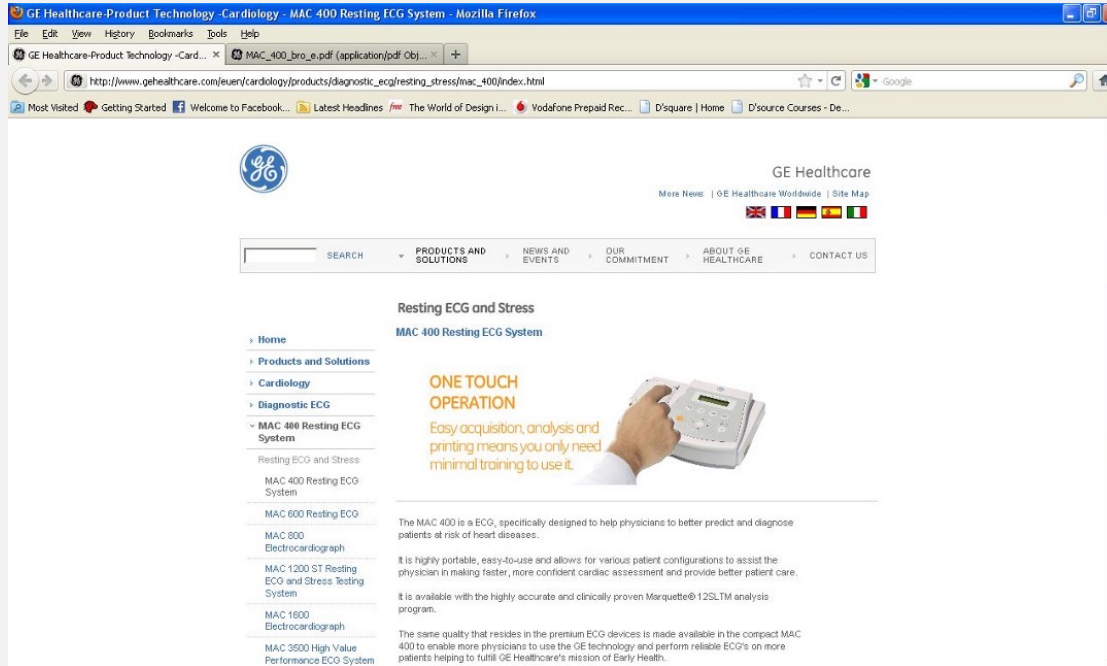 GE Healthcare-Product Technology -Cardiology - MAC 400 Resting ECG System - Mozilla Firefox
File Edit View History Bookmarks Tools Help
GE Healthcare-Product Technology -Card... MAC_400_bro_e.pdf (application/pdf Obj...
http://www.gehealthcare.com/euen/cardiology/products/diagnostic_ecg/resting_stress/mac_400/index.html Google
Most Visited Getting Started Welcome to Facebook... Latest Headlines free The World of Design i... Vodafone Prepaid Rec... D'square | Home D'source Courses - De...
GE
GE Healthcare
More News | GE Healthcare Worldwide | Site Map
SEARCH PRODUCTS AND SOLUTIONS NEWS AND EVENTS OUR COMMITMENT ABOUT GE HEALTHCARE CONTACT US
Resting ECG and Stress
MAC 400 Resting ECG System
Home
Products and Solutions
Cardiology
Diagnostic ECG
MAC 400 Resting ECG
System
Resting ECG and Stress
MAC 400 Resting ECG
System
MAC 600 Resting ECG
MAC 800
Electrocardiograph
MAC 1200 ST Resting
ECG and Stress Testing
System
MAC 1600
Electrocardiograph
MAC 3500 High Value
Performance ECG System
ONE TOUCH
OPERATION
Easy acquisition, analysis and
printing means you only need
minimal training to use it.
The MAC 400 is a ECG, specifically designed to help physicians to better predict and diagnose
patients at risk of heart diseases.
It is highly portable, easy-to-use and allows for various patient configurations to assist the
physician in making faster, more confident cardiac assessment and provide better patient care.
It is available with the highly accurate and clinically proven Marquette® 12SLTM analysis
program.
The same quality that resides in the premium ECG devices is made available in the compact MAC
400 to enable more physicians to use the GE technology and perform reliable ECG's on more
patients helping to fulfill GE Healthcare's mission of Early Health.